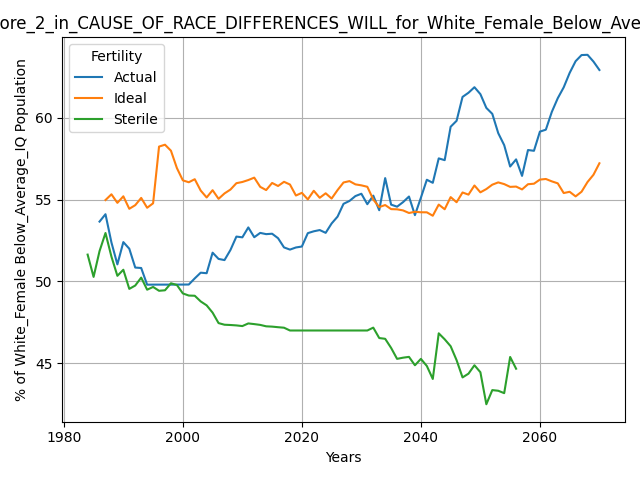 ore_2_in_CAUSE_OF_RACE_DIFFERENCES_WILL_for_White_Female_Below_Ave
Fertility
Actual
Ideal
Sterile
% of White_Female Below_Average_IQ Population
60
55
50
45
1980
2000
2020
2040
2060
Years